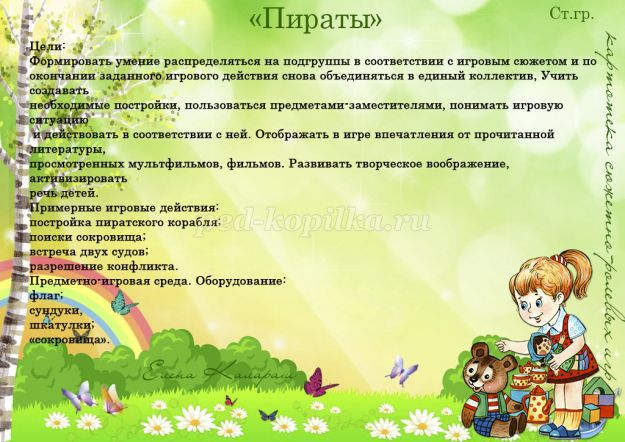 «Пираты»
Ст.гр.
Цели:
Формировать умение распределяться на подгруппы в соответствии с игровым сюжетом и по
окончании заданного игрового действия снова объединяться в единый коллектив, Учить
создавать
необходимые постройки, пользоваться предметами-заместителями, понимать игровую
ситуацию
и действовать в соответствии с ней. Отображать в игре впечатления от прочитанной
литературы,
просмотренных мультфильмов, фильмов. Развивать творческое воображение,
активизировать
речь детей.
Примерные игровые действия:
постройка пиратского корабля;
поиски сокровища;
встреча двух судов;
разрешение конфликта.
Предметно-игровая среда. Оборудование:
флаг;
сундуки,
шкатулки;
«сокровища».
картотека сюжетно-ролевых игр
ped-kopilka.ru
Елена